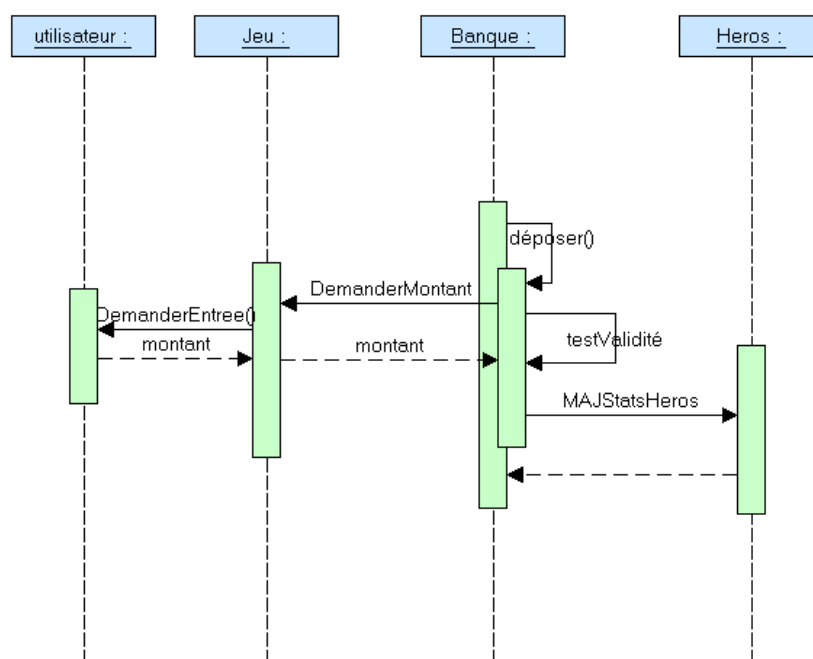 utilisateur :
Jeu :
Banque :
Heros :
déposer()
DemanderMontant
DemanderEntree()
testValidité
montant
montant
MAJStatsHeros